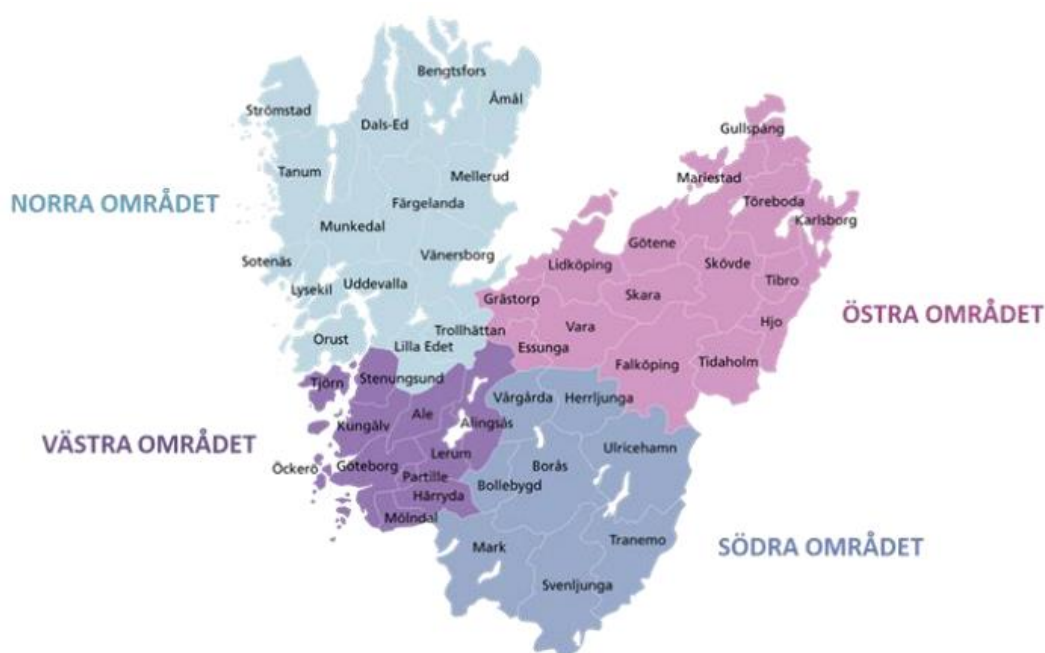 Bengtsfors
Åmål
Strömstad
Dals-Ed
Gullspång
Tanum
Mellerud
Mariestad
NORRA OMRÅDET
Färgelanda
Töreboda
Karlsborg
Munkedal
Götene
Vänersborg
Sotenäs
Lidköping
Skövde
Lysekil
Uddevalla
Tibro
Grästorp
Skara
ÖSTRA OMRÅDET
Hjo
Trollhättan
Vara
Orust
Lilla Edet
Essunga
Falköping
Tidaholm
Stenungsund
Tjörn
Vårgårda
Herrljunga
Ale
Alingsås
Kungälv
VÄSTRA OMRÅDET
Ulricehamn
Lerum
Öckerö
Göteborg
Borås
Partille
Bollebygd
Härryda
Mölndal
Tranemo
Mark
SÖDRA OMRÅDET
Svenljunga